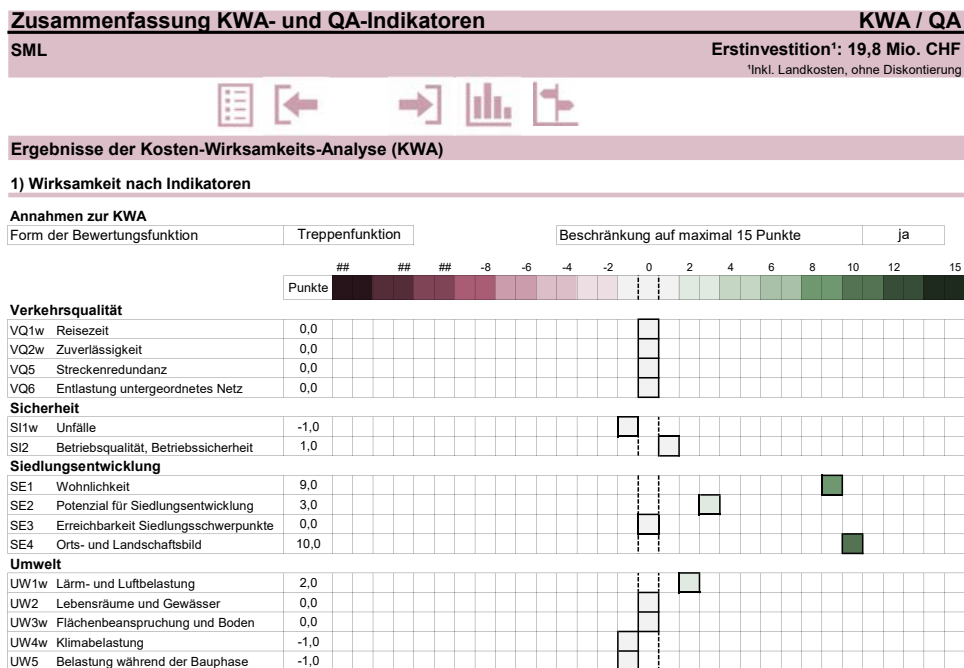 Zusammenfassung KWA- und QA-Indikatoren KWA / QA
SML Erstinvestition¹: 19,8 Mio. CHF
¹Inkl. Landkosten, ohne Diskontierung
Ergebnisse der Kosten-Wirksamkeits-Analyse (KWA)
1) Wirksamkeit nach Indikatoren
Annahmen zur KWA
Form der Bewertungsfunktion Treppenfunktion Beschränkung auf maximal 15 Punkte ja
## ## ## -8 -6 -4 -2 0 2 4 6 8 10 12 15
Punkte
Verkehrsqualität
VQ1w Reisezeit 0,0
VQ2w Zuverlässigkeit 0,0
VQ5 Streckenredundanz 0,0
VQ6 Entlastung untergeordnetes Netz 0,0
Sicherheit
SI1w Unfälle -1,0
SI2 Betriebsqualität, Betriebssicherheit 1,0
Siedlungsentwicklung
SE1 Wohnlichkeit 9,0
SE2 Potenzial für Siedlungsentwicklung 3,0
SE3 Erreichbarkeit Siedlungsschwerpunkte 0,0
SE4 Orts- und Landschaftsbild 10,0
Umwelt
UW1w Lärm- und Luftbelastung 2,0
UW2 Lebensräume und Gewässer 0,0
UW3w Flächenbeanspruchung und Boden 0,0
UW4w Klimabelastung -1,0
UW5 Belastung während der Bauphase -1,0